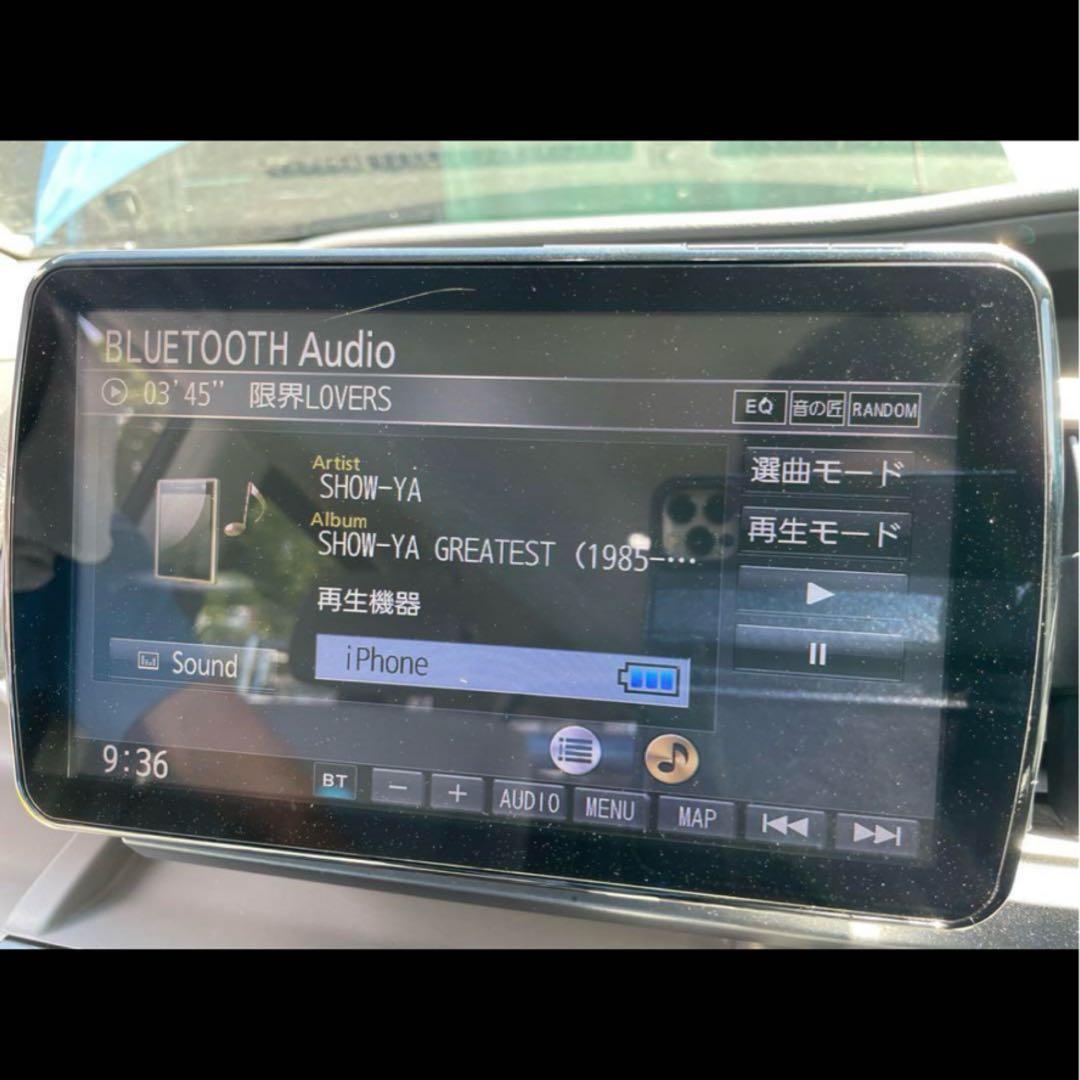 BLUETOOTH Audio
03'45" 限界LOVERS
EQ 音の匠 RANDOM
Artist
SHOW-YA
Album
SHOW-YA GREATEST (1985-…
再生機器
iPhone
Sound
選曲モード
再生モード
9:36
BT − + AUDIO MENU MAP